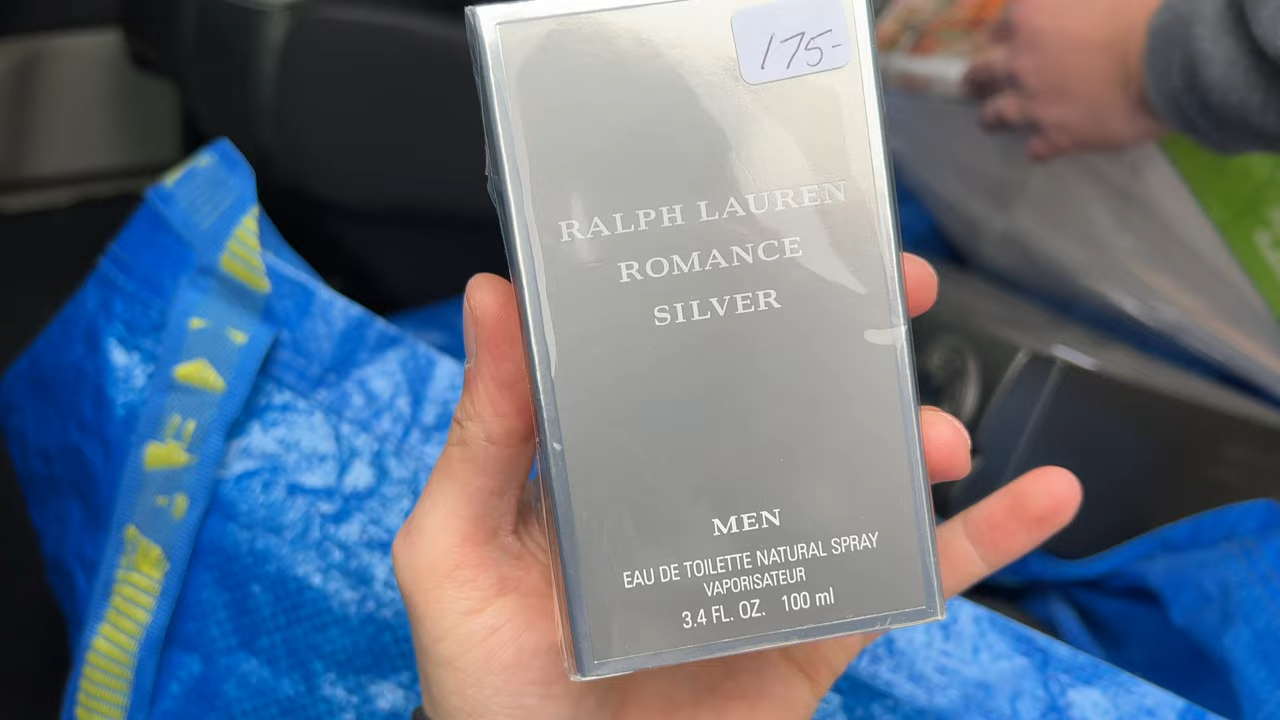 175-
RALPH LAUREN
ROMANCE
SILVER
MEN
EAU DE TOILETTE NATURAL SPRAY
VAPORISATEUR
3.4 FL. OZ. 100 ml